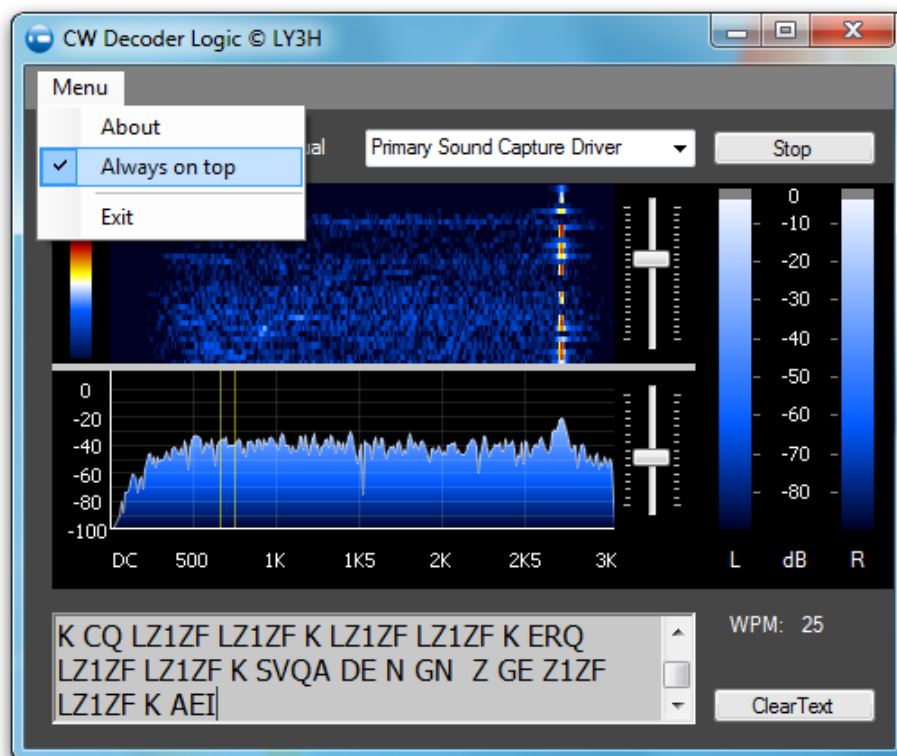 CW Decoder Logic © LY3H
Menu
About
Always on top
Exit
Primary Sound Capture Driver
Stop
0
-10
-20
-30
-40
-50
-60
-70
-80
L dB R
0
-20
-40
-60
-80
-100
DC 500 1K 1K5 2K 2K5 3K
K CQ LZ1ZF LZ1ZF K LZ1ZF LZ1ZF K ERQ
LZ1ZF LZ1ZF K SVQA DE N GN  Z GE Z1ZF
LZ1ZF K AEI
WPM: 25
ClearText